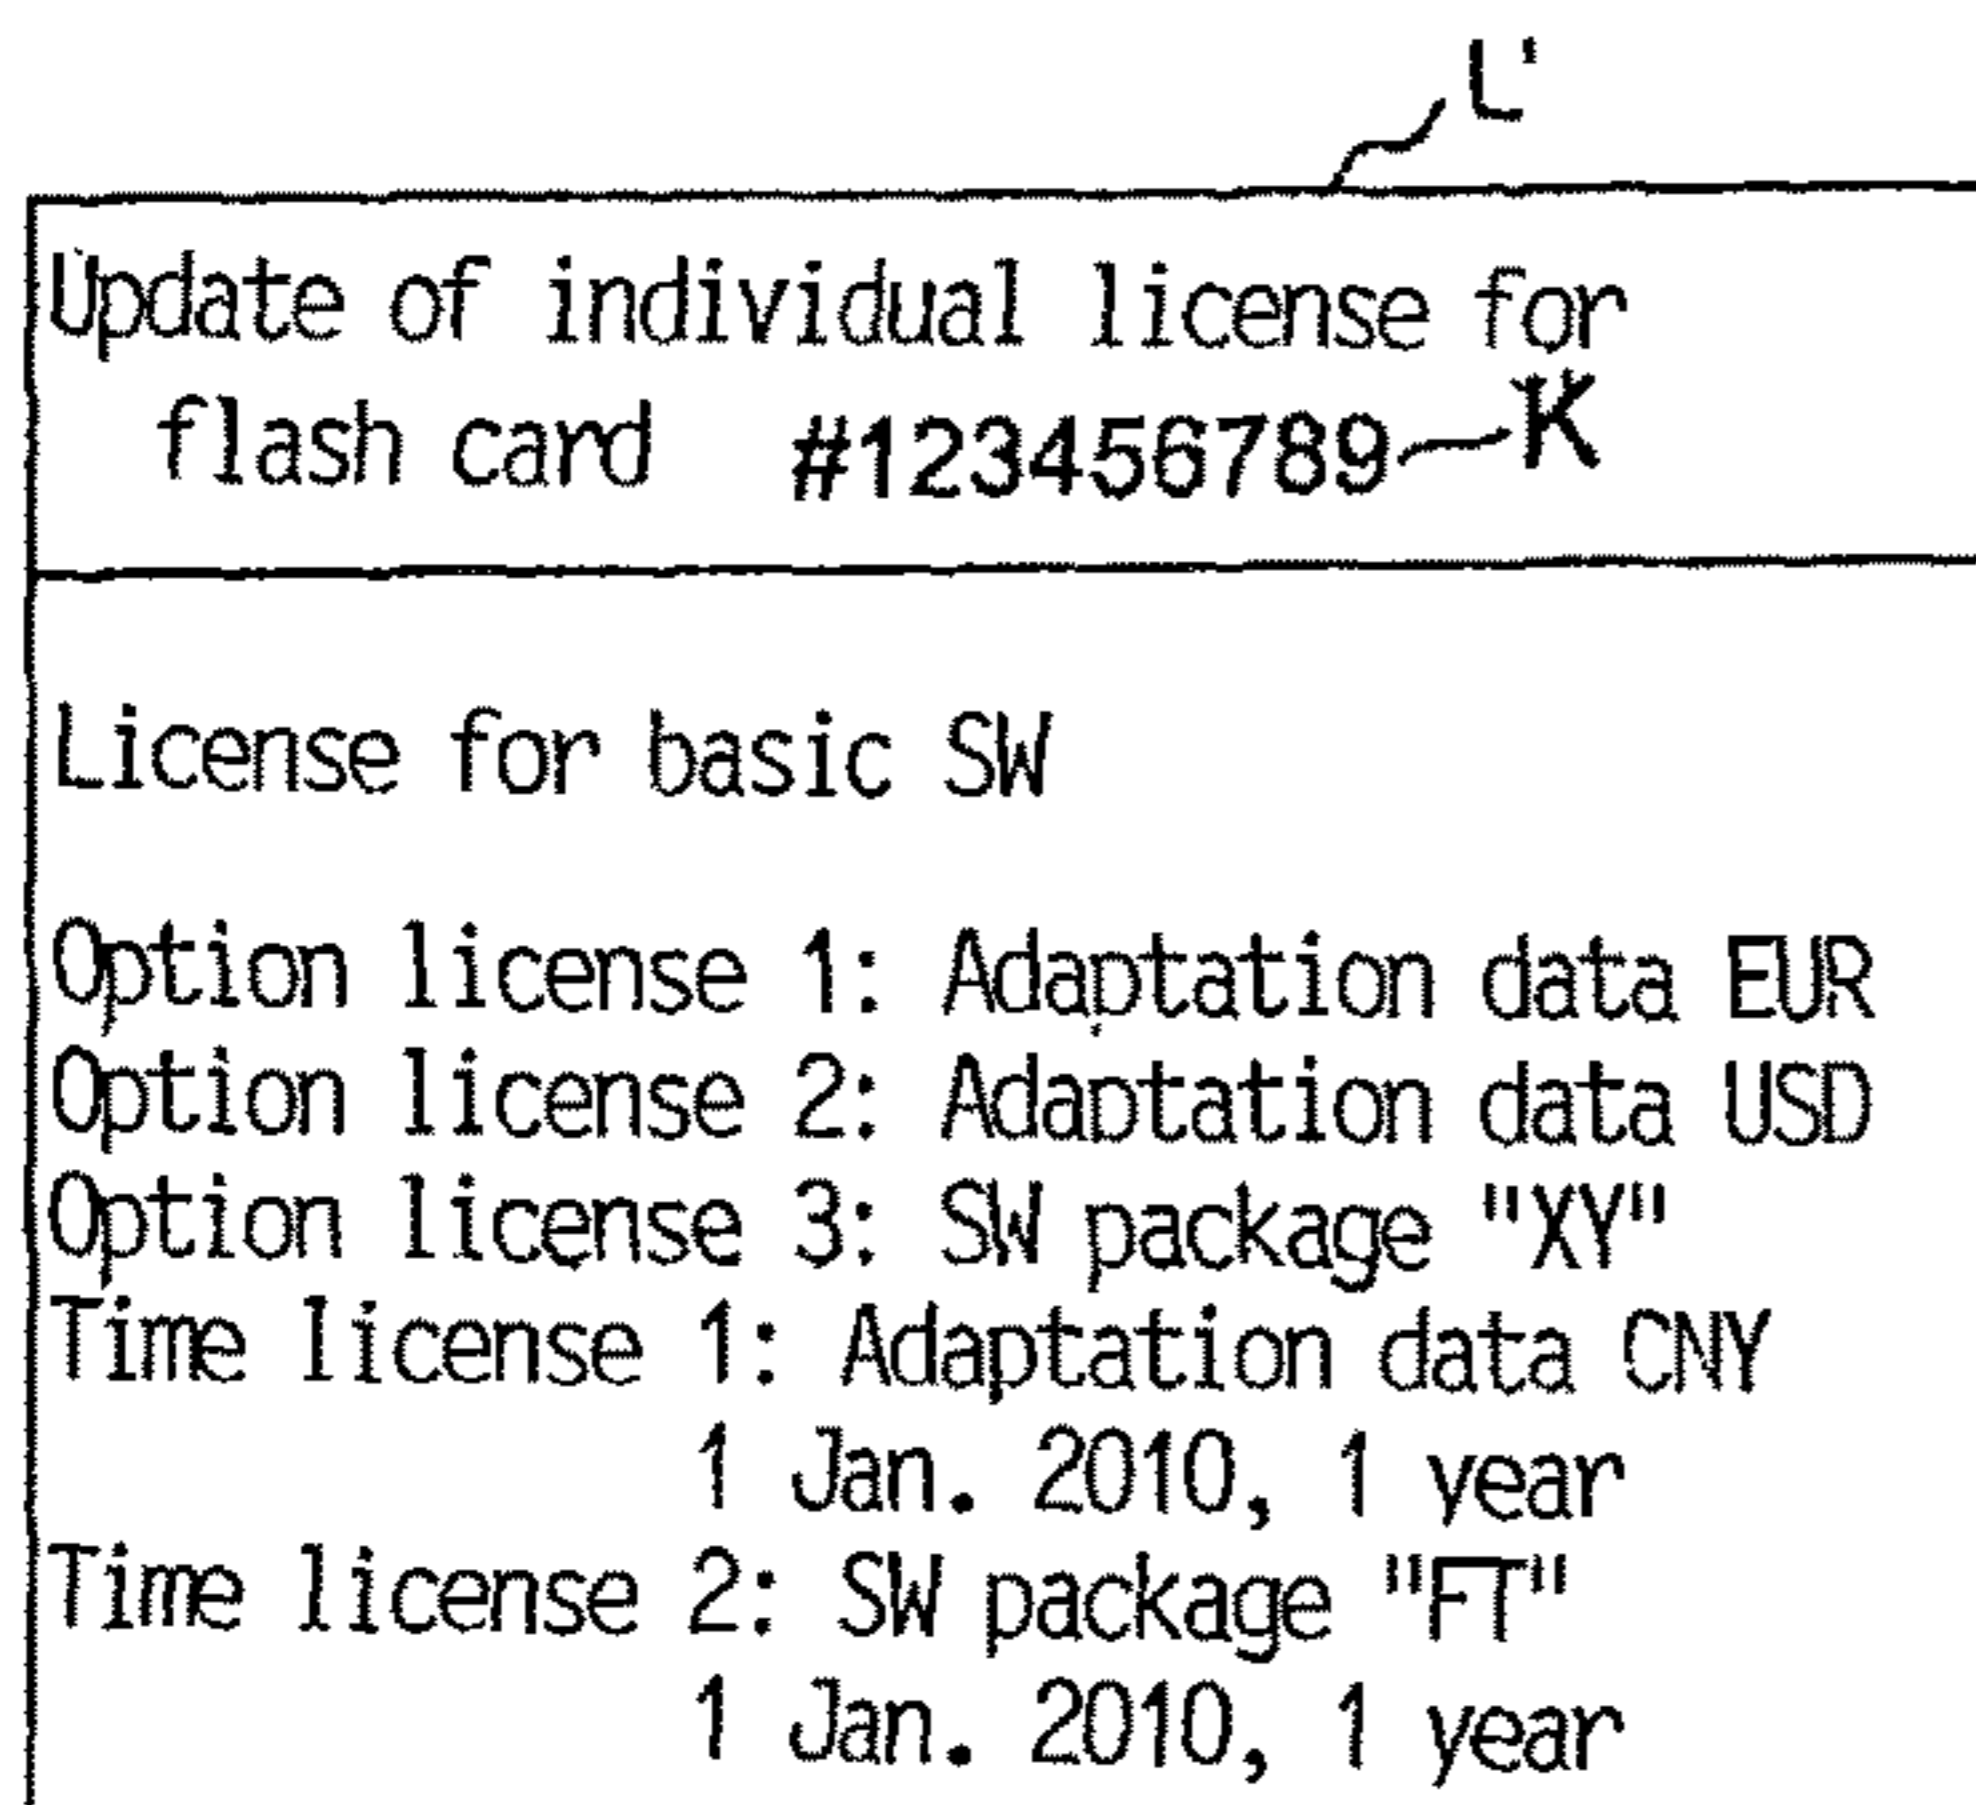 L'
Update of individual license for
flash card #123456789 K
License for basic SW
Option license 1: Adaptation data EUR
Option license 2: Adaptation data USD
Option license 3: SW package "XY"
Time license 1: Adaptation data CNY
1 Jan. 2010, 1 year
Time license 2: SW package "FT"
1 Jan. 2010, 1 year